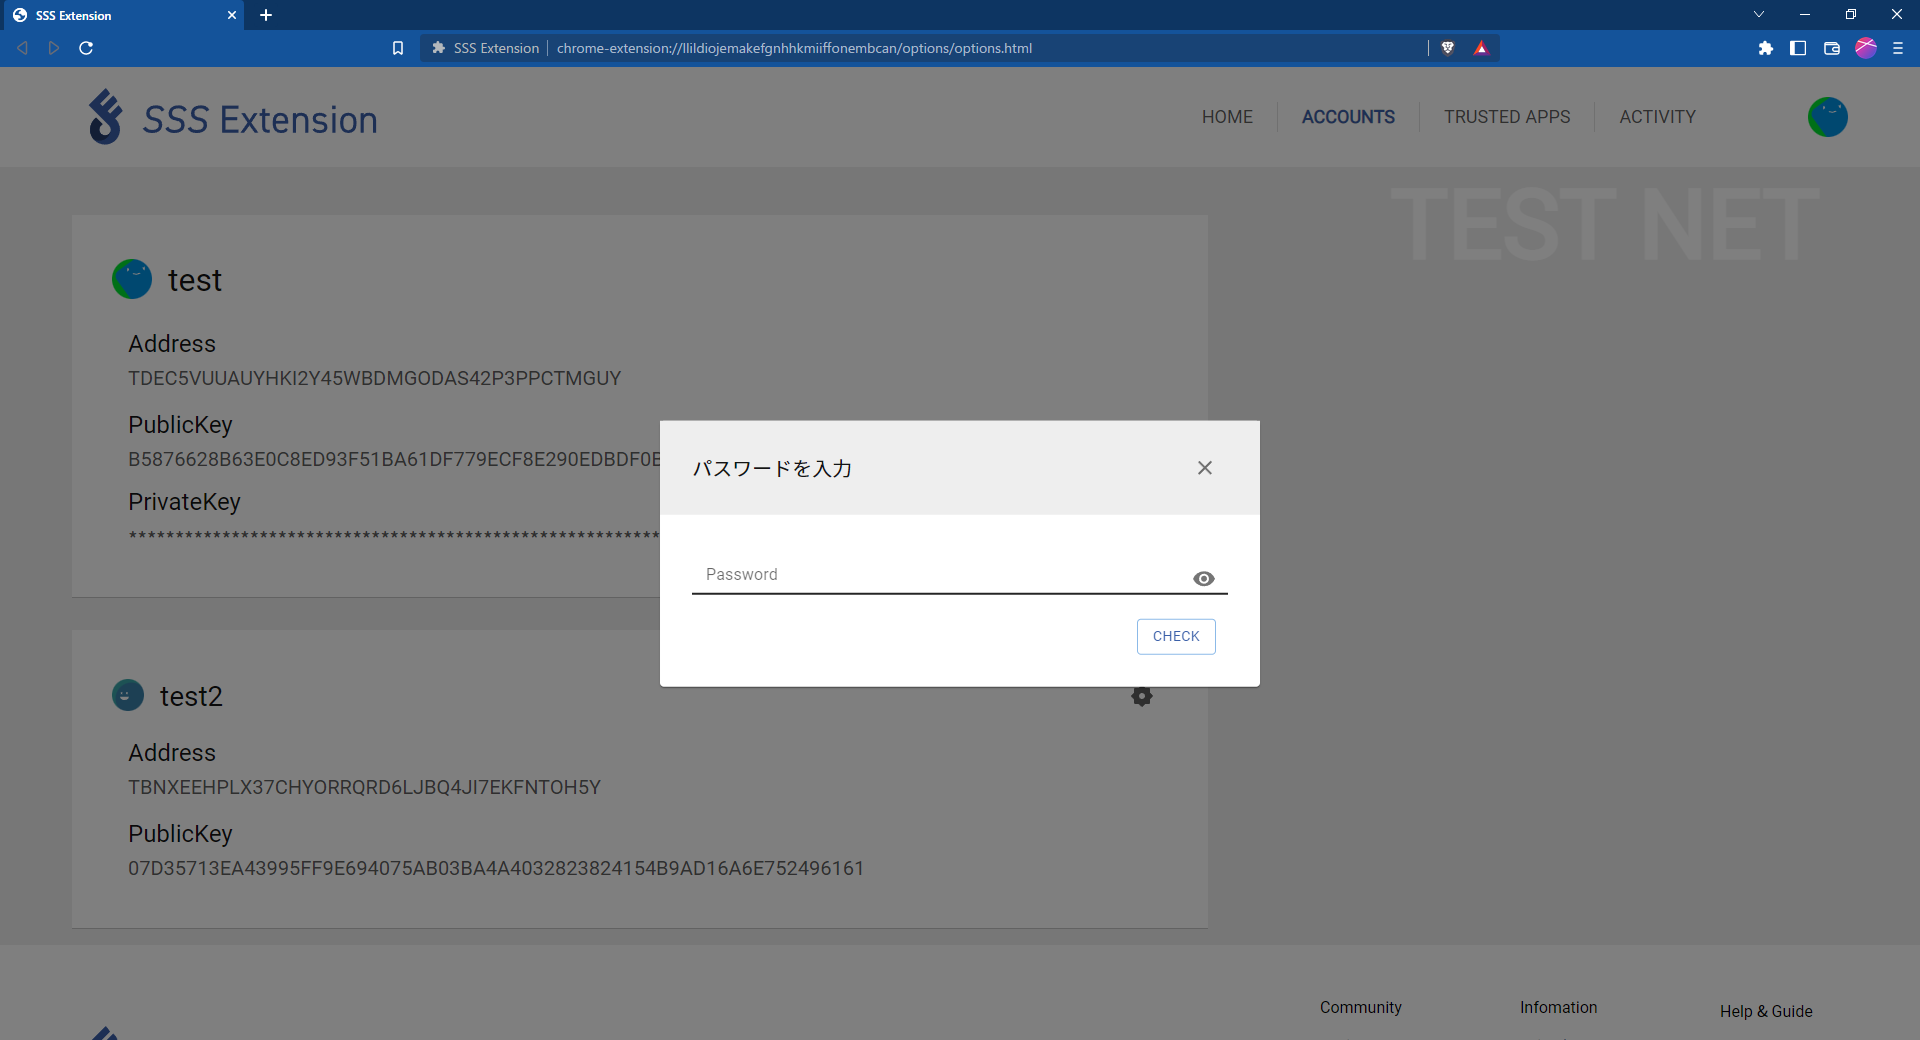 SSS Extension
SSS Extension
chrome-extension://llildiojemakefgnhhkmiiffonembcan/options/options.html
SSS Extension
HOME
ACCOUNTS
TRUSTED APPS
ACTIVITY
TEST NET
test
Address
TDEC5VUUAUYHKI2Y45WBDMGODAS42P3PPCTMGUY
PublicKey
B5876628B63E0C8ED93F51BA61DF779ECF8E290EDBDF0E
PrivateKey
*********************************************************
パスワードを入力
Password
CHECK
test2
Address
TBNXEEHPLX37CHYORRQRD6LJBQ4JI7EKFNTOH5Y
PublicKey
07D35713EA43995FF9E694075AB03BA4A4032823824154B9AD16A6E752496161
Community
Infomation
Help & Guide